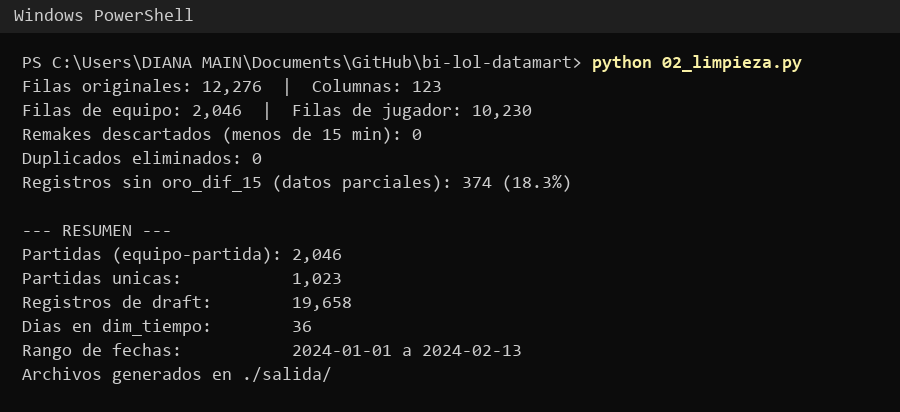 Windows PowerShell
PS C:\Users\DIANA MAIN\Documents\GitHub\bi-lol-datamart> python 02_limpieza.py
Filas originales: 12,276  |  Columnas: 123
Filas de equipo: 2,046  |  Filas de jugador: 10,230
Remakes descartados (menos de 15 min): 0
Duplicados eliminados: 0
Registros sin oro_dif_15 (datos parciales): 374 (18.3%)
--- RESUMEN ---
Partidas (equipo-partida): 2,046
Partidas unicas:           1,023
Registros de draft:        19,658
Dias en dim_tiempo:        36
Rango de fechas:           2024-01-01 a 2024-02-13
Archivos generados en ./salida/